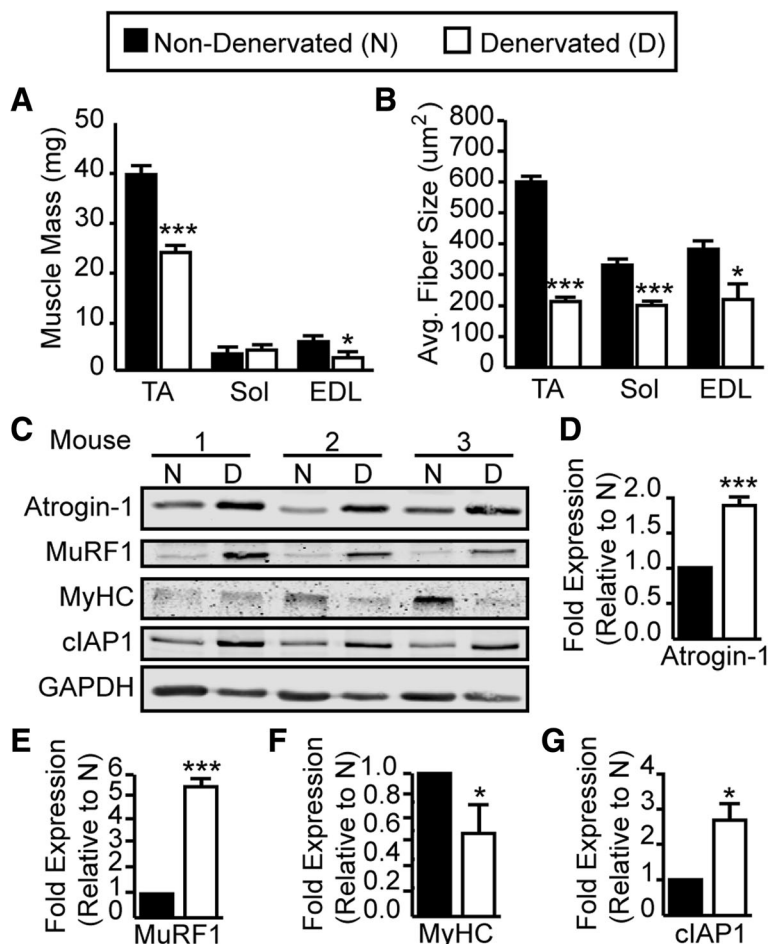 Non-Denervated (N) Denervated (D)
A
Muscle Mass (mg)
50
40
30
20
10
0
***
*
TA Sol EDL
B
Avg. Fiber Size (um²)
800
700
600
500
400
300
200
100
0
***
***
*
TA Sol EDL
C
Mouse 1 2 3
N D N D N D
Atrogin-1
MuRF1
MyHC
cIAP1
GAPDH
D
Fold Expression
(Relative to N)
2.0
1.5
1.0
0.5
0.0
***
Atrogin-1
E
Fold Expression
(Relative to N)
6
5
4
3
2
1
0
***
MuRF1
F
Fold Expression
(Relative to N)
1.0
0.8
0.6
0.4
0.2
0.0
*
MyHC
G
Fold Expression
(Relative to N)
4
3
2
1
0
*
cIAP1